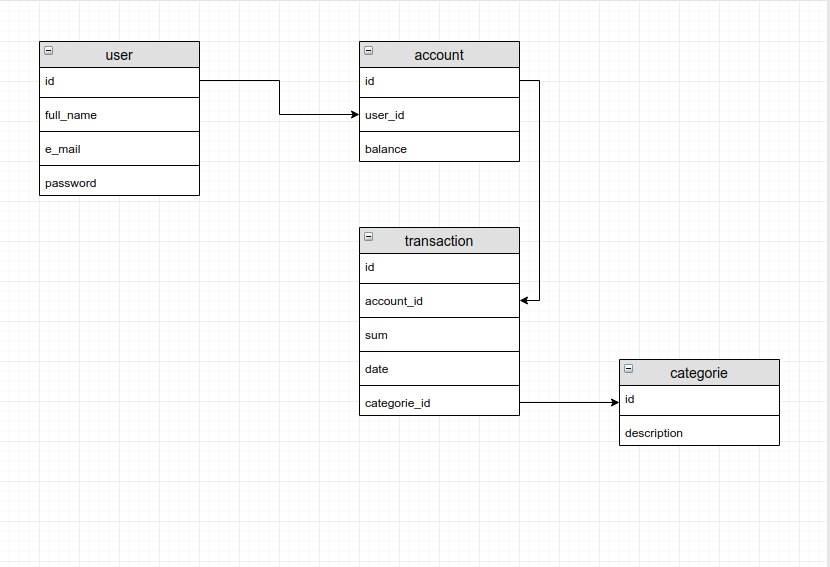 user
id
full_name
e_mail
password
account
id
user_id
balance
transaction
id
account_id
sum
date
categorie_id
categorie
id
description